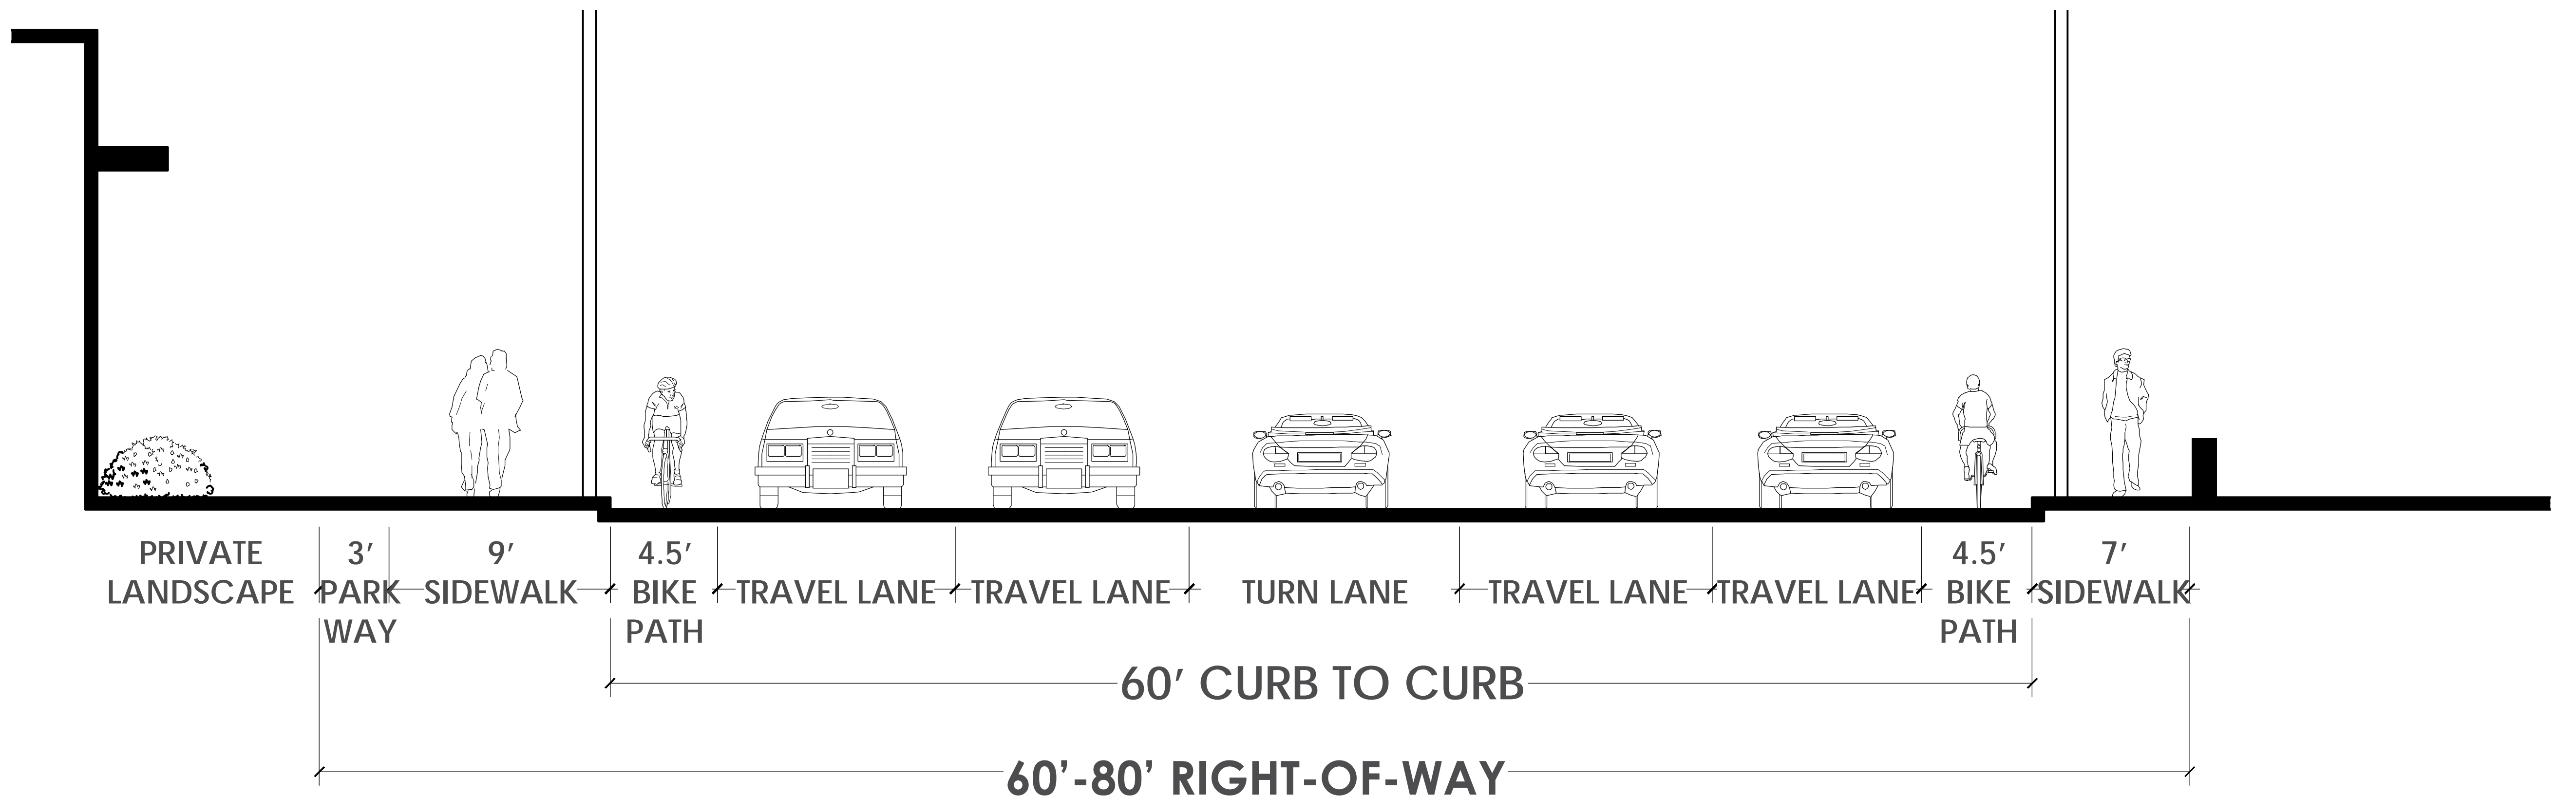 PRIVATE
LANDSCAPE
3'
PARK
WAY
9'
SIDEWALK
4.5'
BIKE
PATH
TRAVEL LANE
TRAVEL LANE
TURN LANE
TRAVEL LANE
TRAVEL LANE
4.5'
BIKE
PATH
7'
SIDEWALK
60' CURB TO CURB
60'-80' RIGHT-OF-WAY